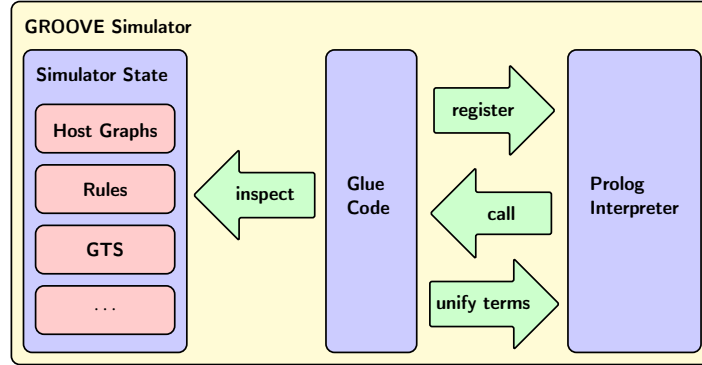 GROOVE Simulator
Simulator State
Host Graphs
Rules
GTS
. . .
inspect
Glue
Code
register
call
unify terms
Prolog
Interpreter